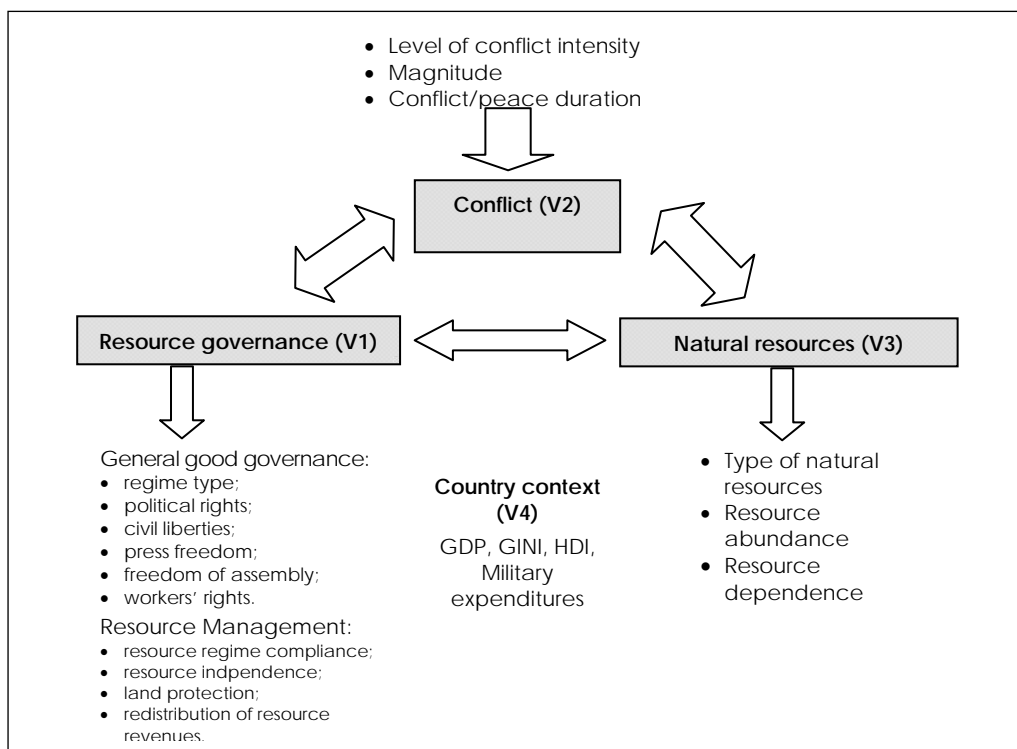 • Level of conflict intensity
• Magnitude
• Conflict/peace duration
Conflict (V2)
Resource governance (V1)
Natural resources (V3)
General good governance:
• regime type;
• political rights;
• civil liberties;
• press freedom;
• freedom of assembly;
• workers' rights.
Resource Management:
• resource regime compliance;
• resource indpendence;
• land protection;
• redistribution of resource
revenues.
Country context
(V4)
GDP, GINI, HDI,
Military
expenditures
• Type of natural
resources
• Resource
abundance
• Resource
dependence